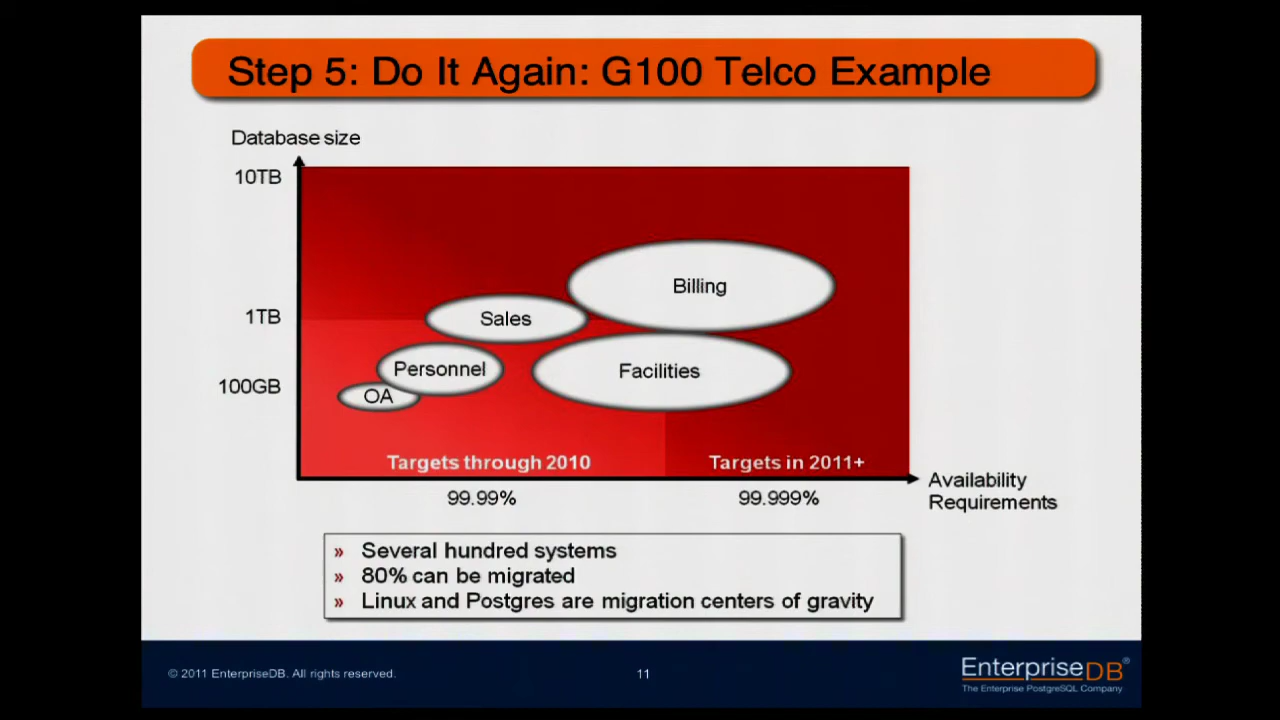 Step 5: Do It Again: G100 Telco Example
Database size
10TB
1TB
100GB
Billing
Sales
Personnel
Facilities
OA
Targets through 2010
Targets in 2011+
99.99%
99.999%
Availability
Requirements
» Several hundred systems
» 80% can be migrated
» Linux and Postgres are migration centers of gravity
© 2011 EnterpriseDB. All rights reserved.
11
EnterpriseDB®
The Enterprise PostgreSQL Company